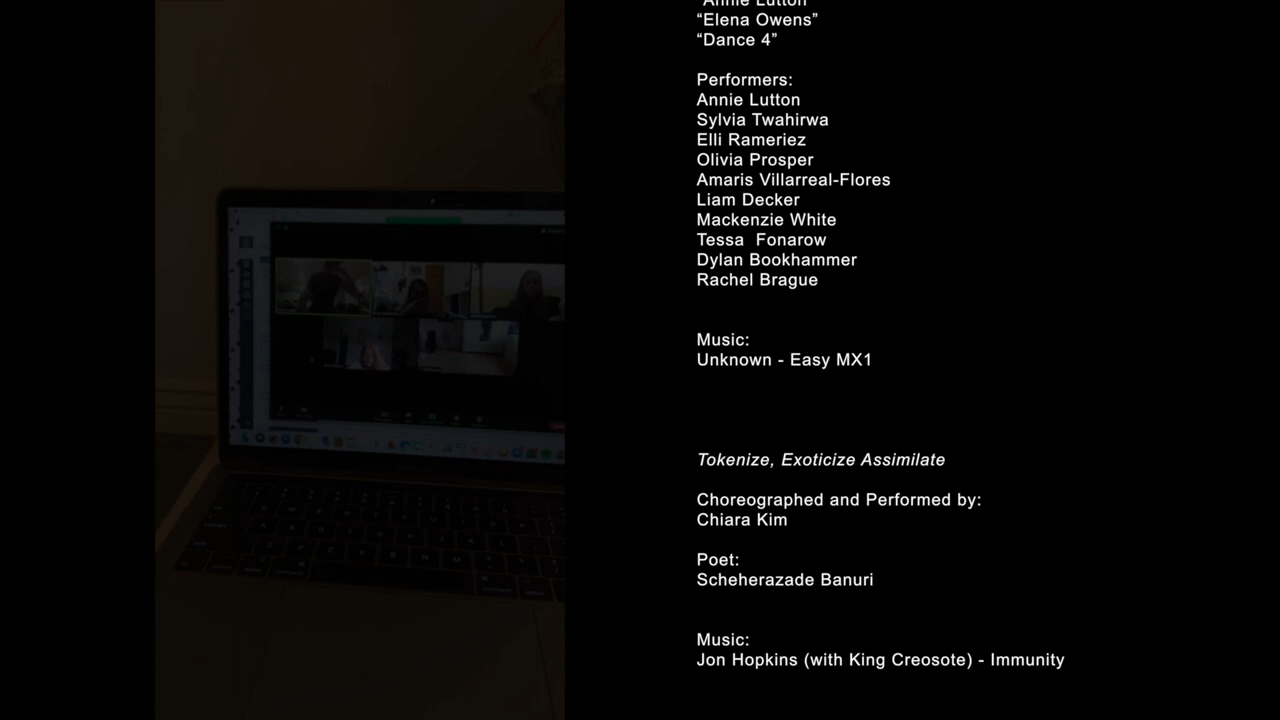 “Annie Lutton”
“Elena Owens”
“Dance 4”
Performers:
Annie Lutton
Sylvia Twahirwa
Elli Rameriez
Olivia Prosper
Amaris Villarreal-Flores
Liam Decker
Mackenzie White
Tessa  Fonarow
Dylan Bookhammer
Rachel Brague
Music:
Unknown - Easy MX1
Tokenize, Exoticize Assimilate
Choreographed and Performed by:
Chiara Kim
Poet:
Scheherazade Banuri
Music:
Jon Hopkins (with King Creosote) - Immunity